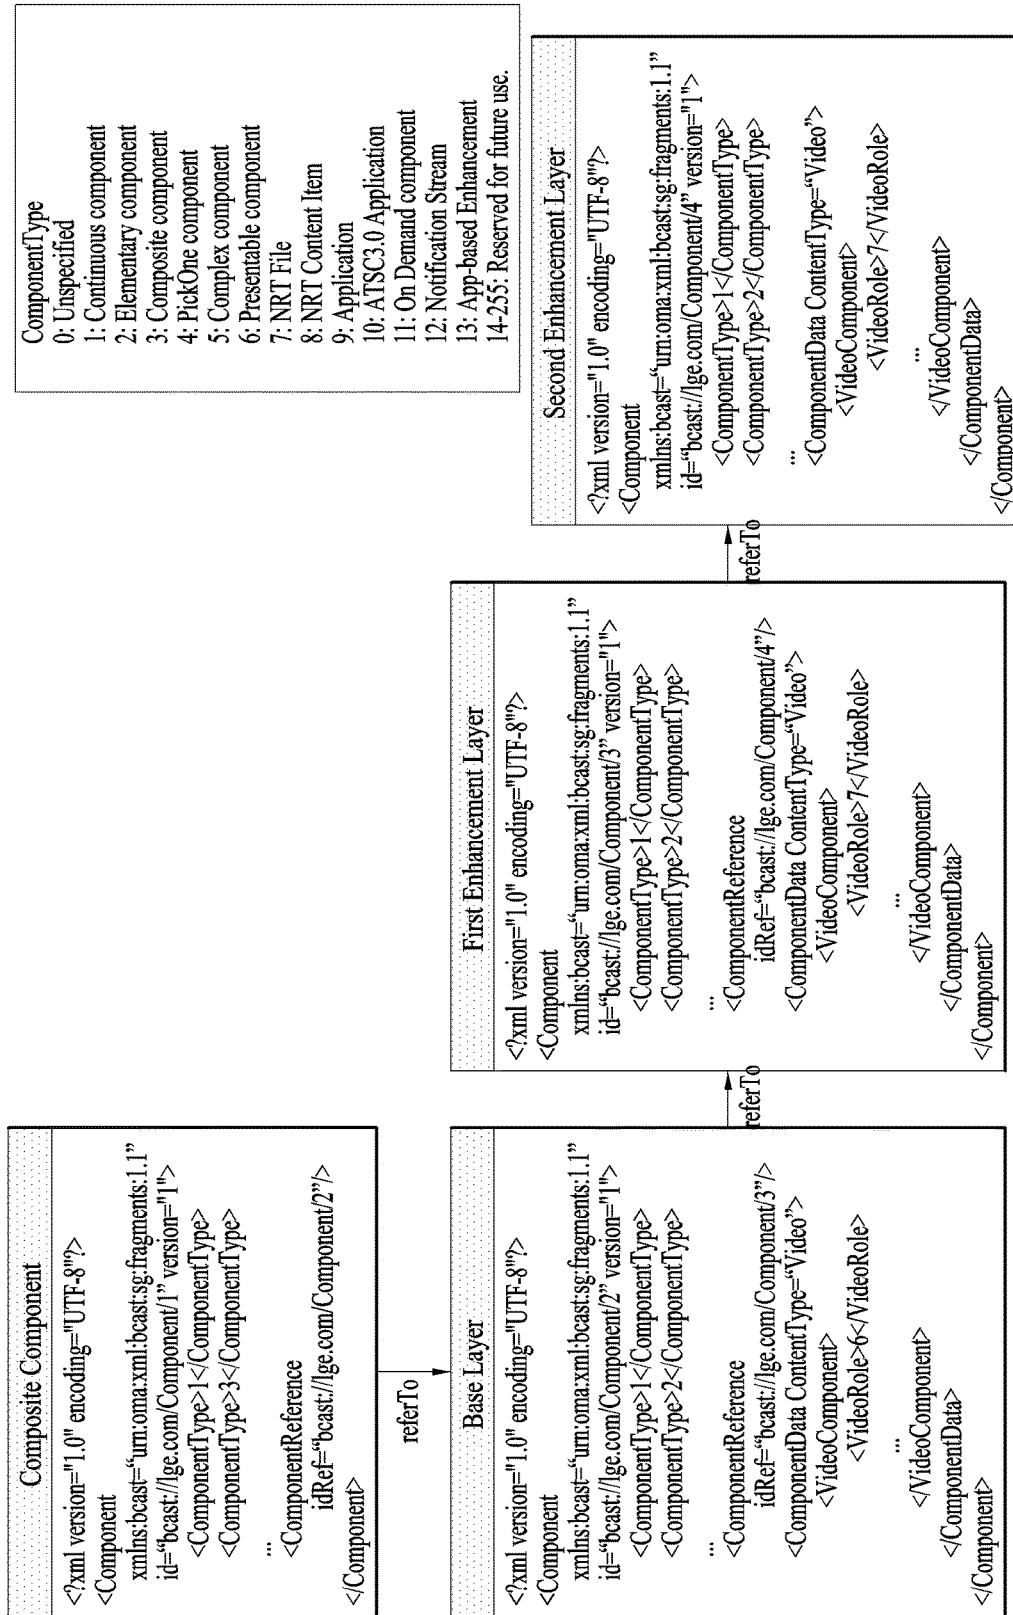 Composite Component
<?xml version="1.0" encoding="UTF-8"?>
<Component
xmlns:bcast=“urn:oma:xml:bcast:sg:fragments:1.1”
id=“bcast://lge.com/Component/1” version="1">
<ComponentType>1</ComponentType>
<ComponentType>3</ComponentType>
...
<ComponentReference
idRef=“bcast://lge.com/Component/2”/>
</Component>
referTo
Base Layer
<?xml version="1.0" encoding="UTF-8"?>
<Component
xmlns:bcast=“urn:oma:xml:bcast:sg:fragments:1.1”
id=“bcast://lge.com/Component/2” version="1">
<ComponentType>1</ComponentType>
<ComponentType>2</ComponentType>
...
<ComponentReference
idRef=“bcast://lge.com/Component/3”/>
<ComponentData ContentType=“Video”>
<VideoComponent>
<VideoRole>6</VideoRole>
...
</VideoComponent>
</ComponentData>
</Component>
referTo
First Enhancement Layer
<?xml version="1.0" encoding="UTF-8"?>
<Component
xmlns:bcast=“urn:oma:xml:bcast:sg:fragments:1.1”
id=“bcast://lge.com/Component/3” version="1">
<ComponentType>1</ComponentType>
<ComponentType>2</ComponentType>
...
<ComponentReference
idRef=“bcast://lge.com/Component/4”/>
<ComponentData ContentType=“Video”>
<VideoComponent>
<VideoRole>7</VideoRole>
...
</VideoComponent>
</ComponentData>
</Component>
referTo
Second Enhancement Layer
<?xml version="1.0" encoding="UTF-8"?>
<Component
xmlns:bcast=“urn:oma:xml:bcast:sg:fragments:1.1”
id=“bcast://lge.com/Component/4” version="1">
<ComponentType>1</ComponentType>
<ComponentType>2</ComponentType>
...
<ComponentData ContentType=“Video”>
<VideoComponent>
<VideoRole>7</VideoRole>
...
</VideoComponent>
</ComponentData>
</Component>
ComponentType
0: Unspecified
1: Continuous component
2: Elementary component
3: Composite component
4: PickOne component
5: Complex component
6: Presentable component
7: NRT File
8: NRT Content Item
9: Application
10: ATSC3.0 Application
11: On Demand component
12: Notification Stream
13: App-based Enhancement
14-255: Reserved for future use.